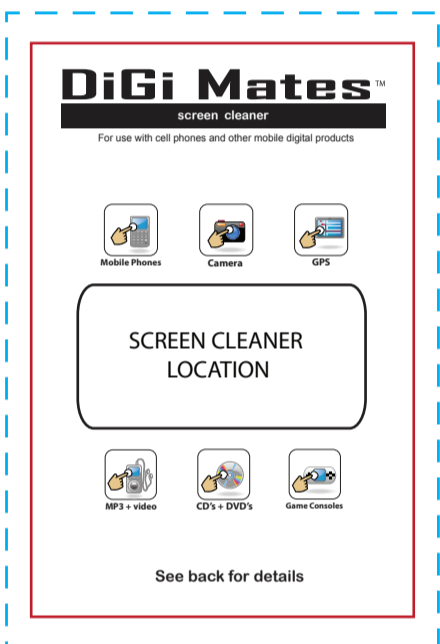 DiGi Mates™
screen cleaner
For use with cell phones and other mobile digital products
Mobile Phones
Camera
GPS
SCREEN CLEANER
LOCATION
MP3 + video
CD's + DVD's
Game Consoles
See back for details